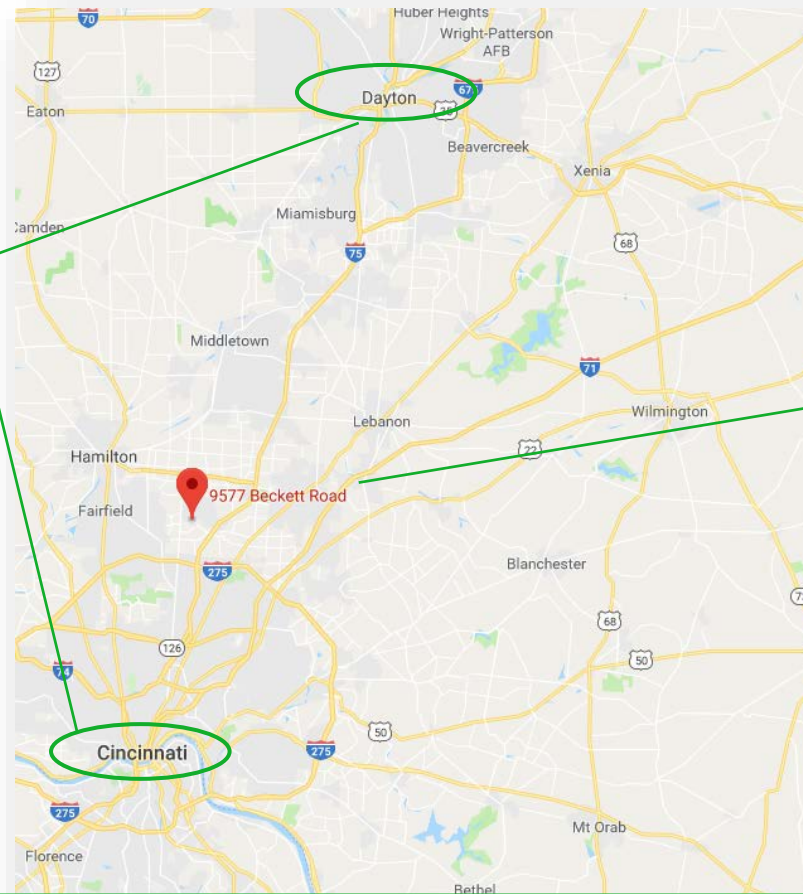 Huber Heights
70
Wright-Patterson
AFB
127
Dayton
Eaton
35
Beavercreek
Xenia
Miamisburg
Camden
68
75
Middletown
71
Lebanon
Wilmington
22
Hamilton
9577 Beckett Road
Fairfield
Blanchester
275
68
126
50
74
50
Cincinnati
275
275
Mt Orab
Florence
Bethel